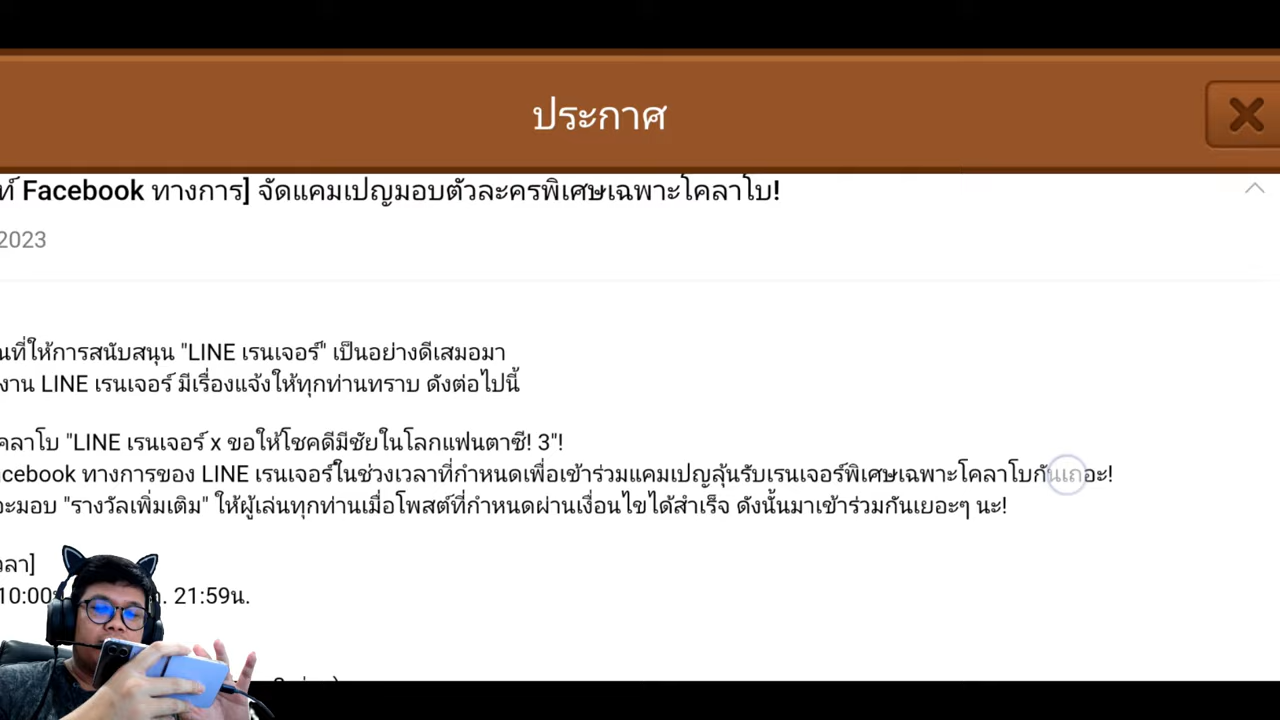 ประกาศ
Facebook ทางการ] จัดแคมเปญมอบตัวละครพิเศษเฉพาะโคลาโบ!
2023
ที่ให้การสนับสนุน "LINE เรนเจอร์" เป็นอย่างดีเสมอมา
งาน LINE เรนเจอร์ มีเรื่องแจ้งให้ทุกท่านทราบ ดังต่อไปนี้
คลาโบ "LINE เรนเจอร์ x ขอให้โชคดีมีชัยในโลกแฟนตาซี! 3"!
acebook ทางการของ LINE เรนเจอร์ในช่วงเวลาที่กำหนดเพื่อเข้าร่วมแคมเปญลุ้นรับเรนเจอร์พิเศษเฉพาะโคลาโบกันเถอะ!
จะมอบ "รางวัลเพิ่มเติม" ให้ผู้เล่นทุกท่านเมื่อโพสต์ที่กำหนดผ่านเงื่อนไขได้สำเร็จ ดังนั้นมาเข้าร่วมกันเยอะๆ นะ!
วลา]
10:00 21:59น.